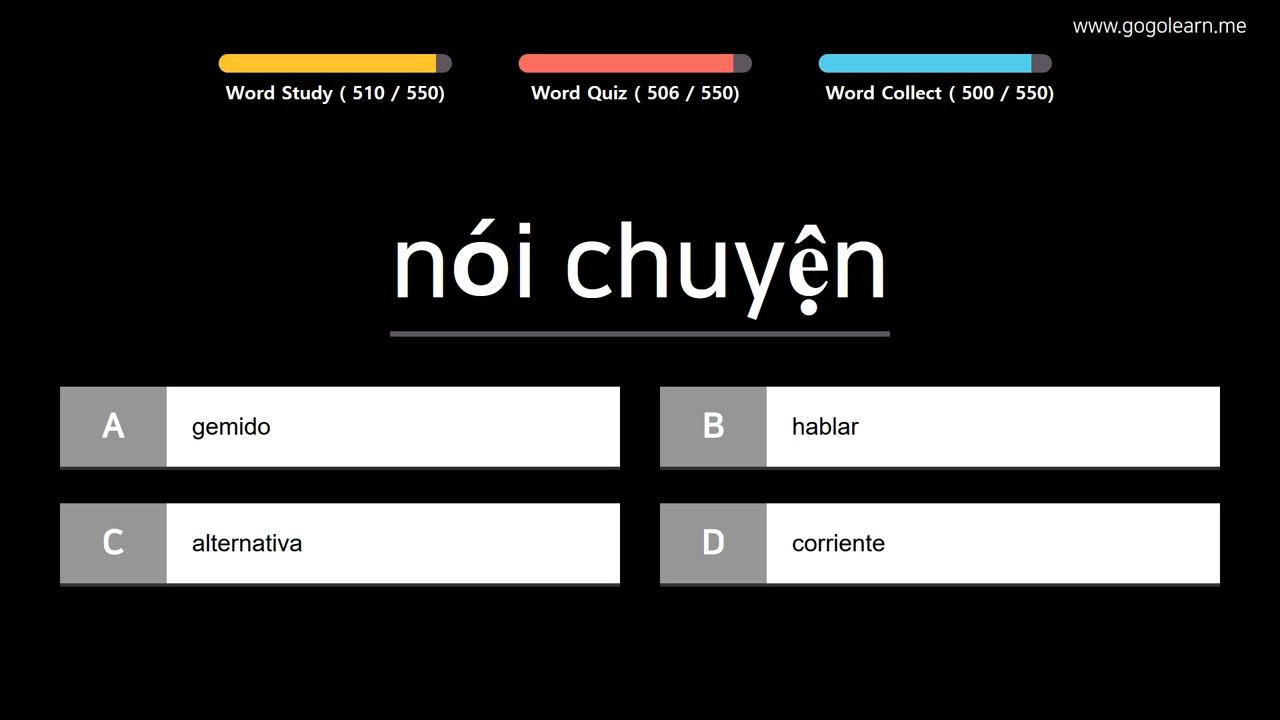 www.gogolearn.me
Word Study ( 510 / 550)
Word Quiz ( 506 / 550)
Word Collect ( 500 / 550)
nói chuyện
A
gemido
B
hablar
C
alternativa
D
corriente